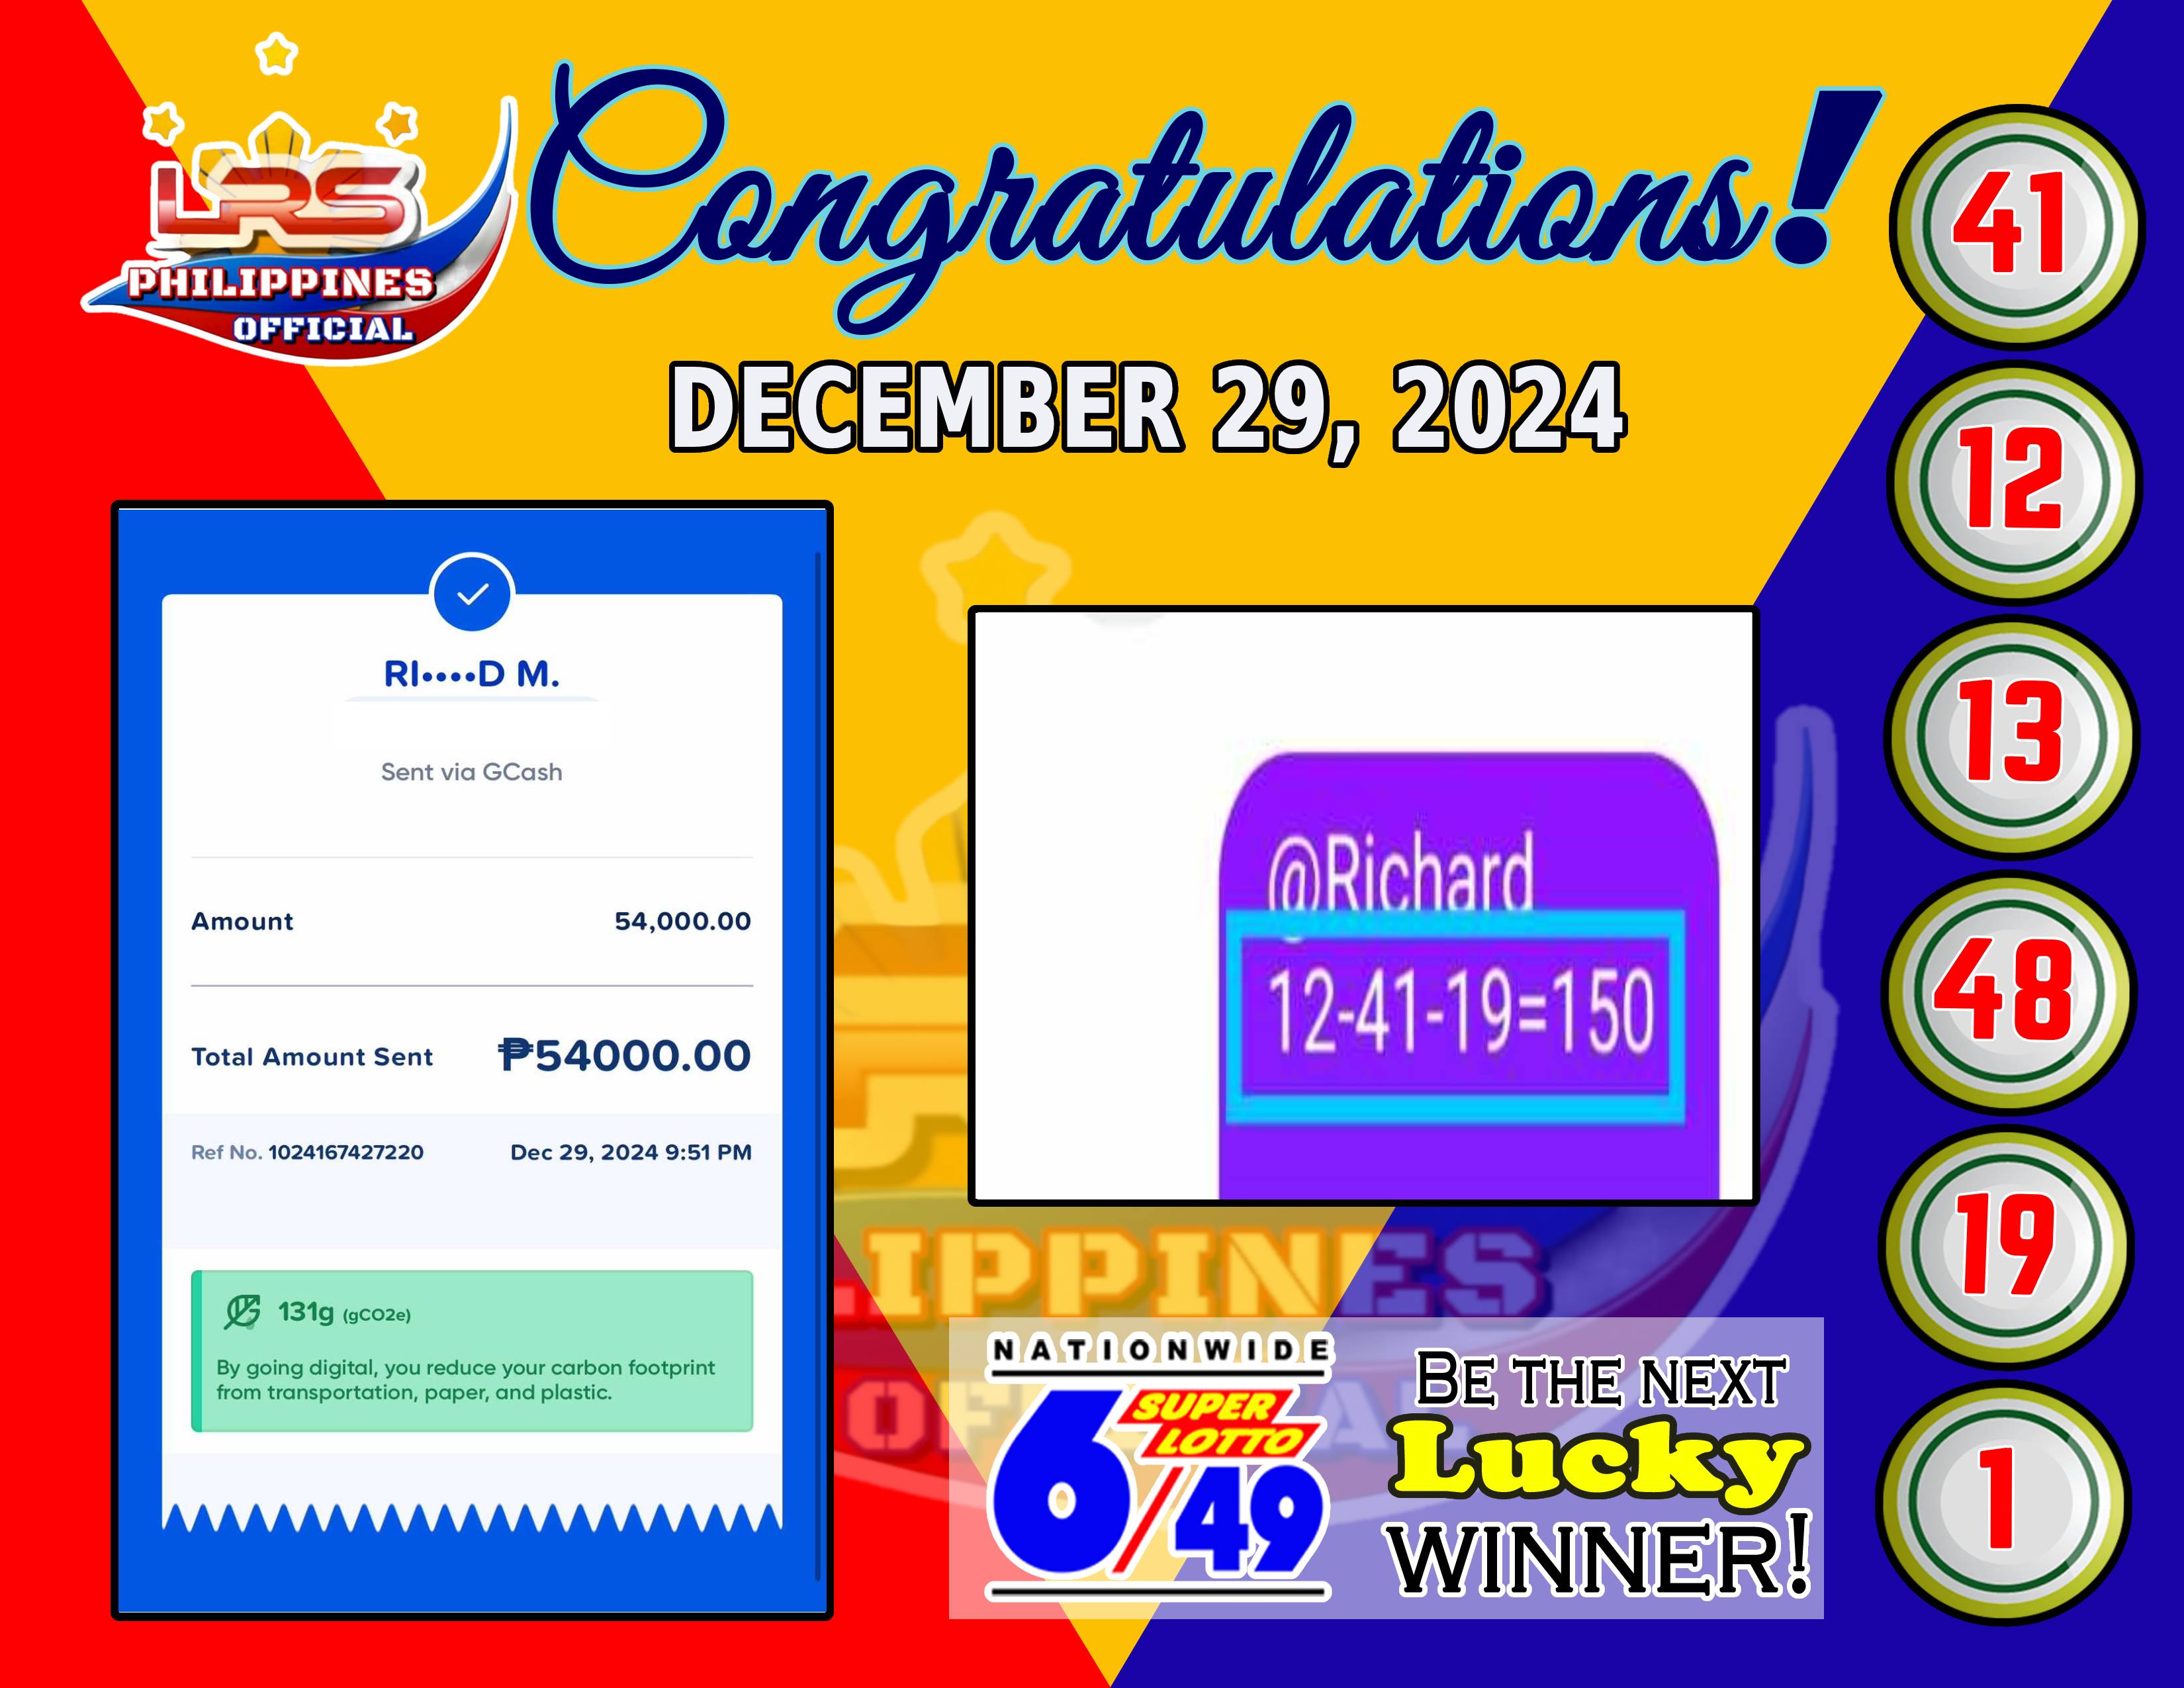 LRS
PHILIPPINES
OFFICIAL
Congratulations!
DECEMBER 29, 2024
RI••••D M.
Sent via GCash
Amount 54,000.00
Total Amount Sent ₱54000.00
Ref No. 1024167427220 Dec 29, 2024 9:51 PM
131g (gCO2e)
By going digital, you reduce your carbon footprint
from transportation, paper, and plastic.
@Richard
12-41-19=150
IPPINES
NATIONWIDE
SUPER
LOTTO
6/49
BE THE NEXT
Lucky
WINNER!
41
12
13
48
19
1